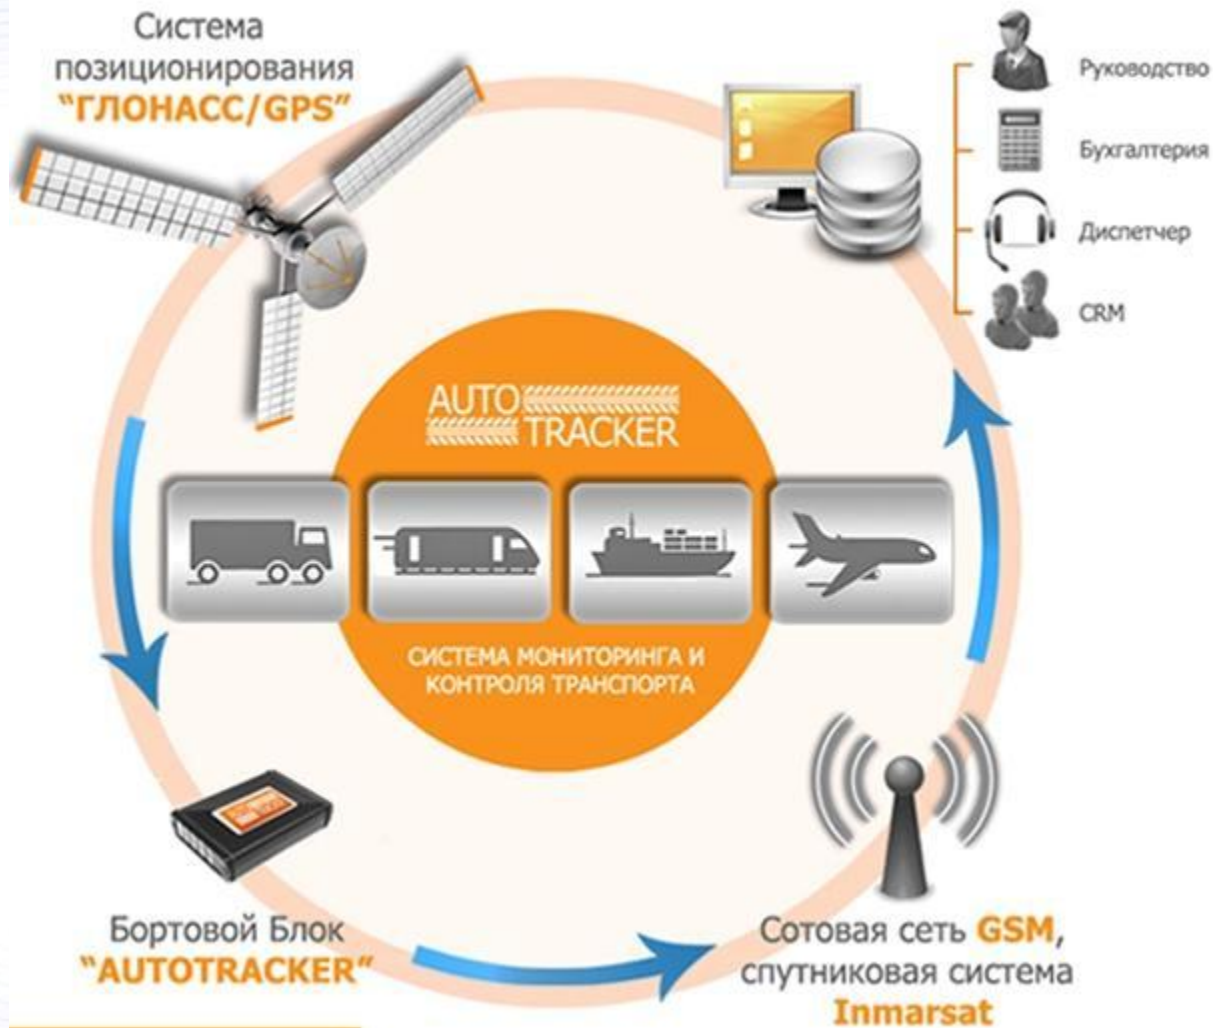 Система
позиционирования
"ГЛОНАСС/GPS"
Руководство
Бухгалтерия
Диспетчер
CRM
AUTO
TRACKER
СИСТЕМА МОНИТОРИНГА И
КОНТРОЛЯ ТРАНСПОРТА
Бортовой Блок
"AUTOTRACKER"
Сотовая сеть GSM,
спутниковая система
Inmarsat